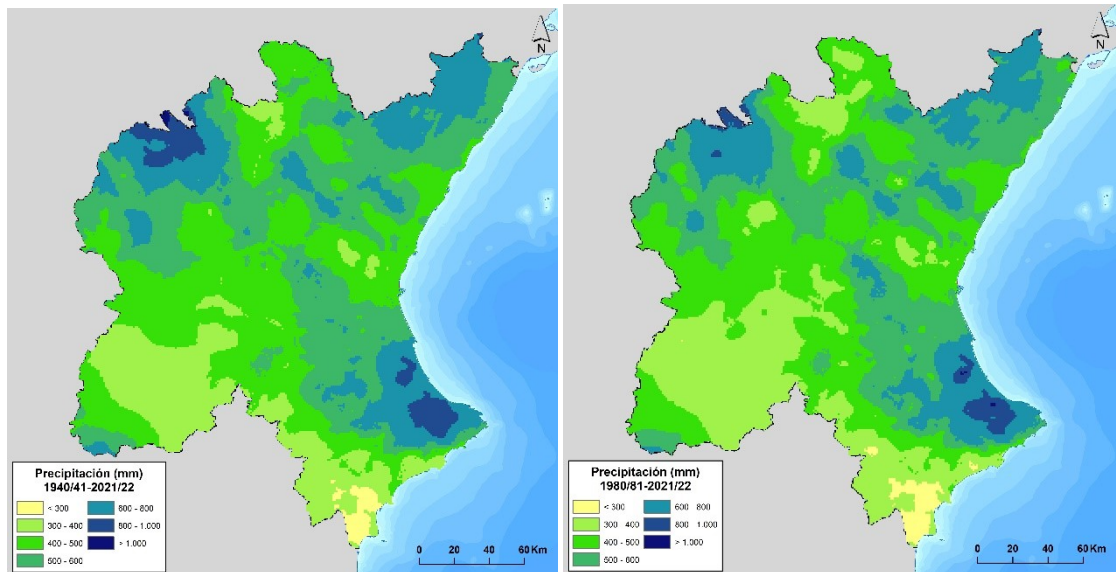 N
Precipitación (mm)
1940/41-2021/22
< 300
600 - 800
300 - 400
800 - 1.000
400 - 500
> 1.000
500 - 600
0 20 40 60 Km
N
Precipitación (mm)
1980/81-2021/22
< 300
600 800
300 400
800 1.000
400 - 500
> 1.000
500 - 600
0 20 40 60 Km